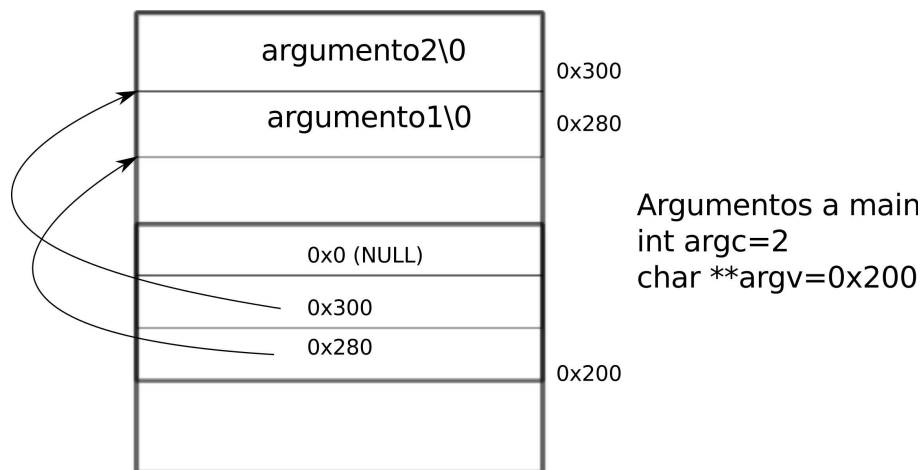 argumento2\0
0x300
argumento1\0
0x280
Argumentos a main
int argc=2
char **argv=0x200
0x0 (NULL)
0x300
0x280
0x200